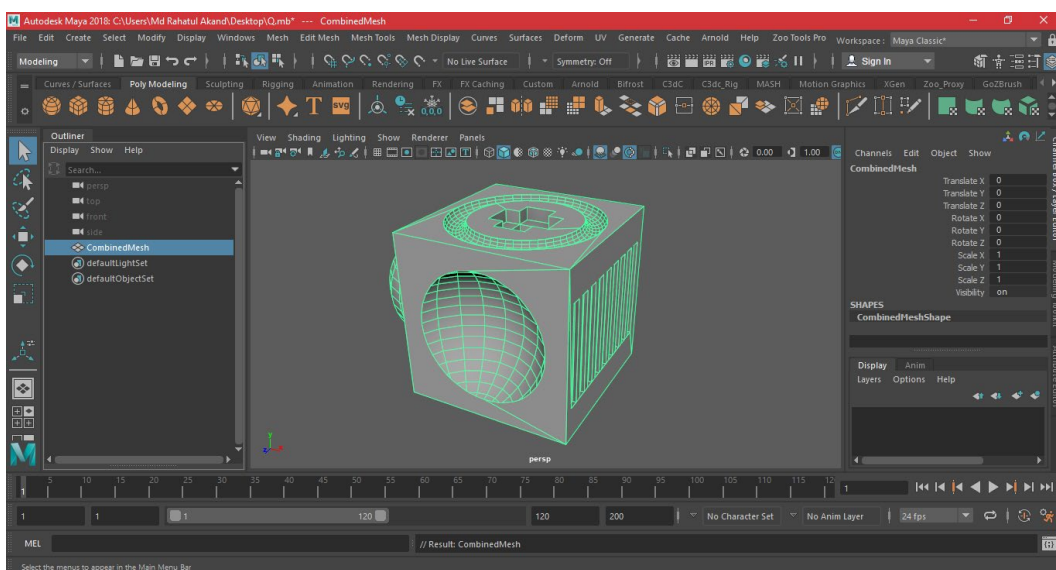 Autodesk Maya 2018: C:\Users\Md Rahatul Akand\Desktop\Q.mb* --- CombinedMesh
File Edit Create Select Modify Display Windows Mesh Edit Mesh Mesh Tools Mesh Display Curves Surfaces Deform UV Generate Cache Arnold Help Zoo Tools Pro Workspace: Maya Classic*
Modeling No Live Surface Symmetry: Off Sign In
Curves / Surfaces Poly Modeling Sculpting Rigging Animation Rendering FX FX Caching Custom Arnold Bifrost C3dC C3dc_Rig MASH Motion Graphics XGen Zoo_Proxy GoZBrush
T svg 0,0,0
Outliner
Display Show Help
Search...
persp
top
front
side
CombinedMesh
defaultLightSet
defaultObjectSet
View Shading Lighting Show Renderer Panels
0.00 1.00
persp
Channels Edit Object Show
CombinedMesh
Translate X 0
Translate Y 0
Translate Z 0
Rotate X 0
Rotate Y 0
Rotate Z 0
Scale X 1
Scale Y 1
Scale Z 1
Visibility on
SHAPES
CombinedMeshShape
Display Anim
Layers Options Help
5 10 15 20 25 30 35 40 45 50 55 60 65 70 75 80 85 90 95 100 105 110 115 12
1 1
1 1 1 120 120 200 No Character Set No Anim Layer 24 fps
MEL // Result: CombinedMesh
Select the menus to appear in the Main Menu Bar